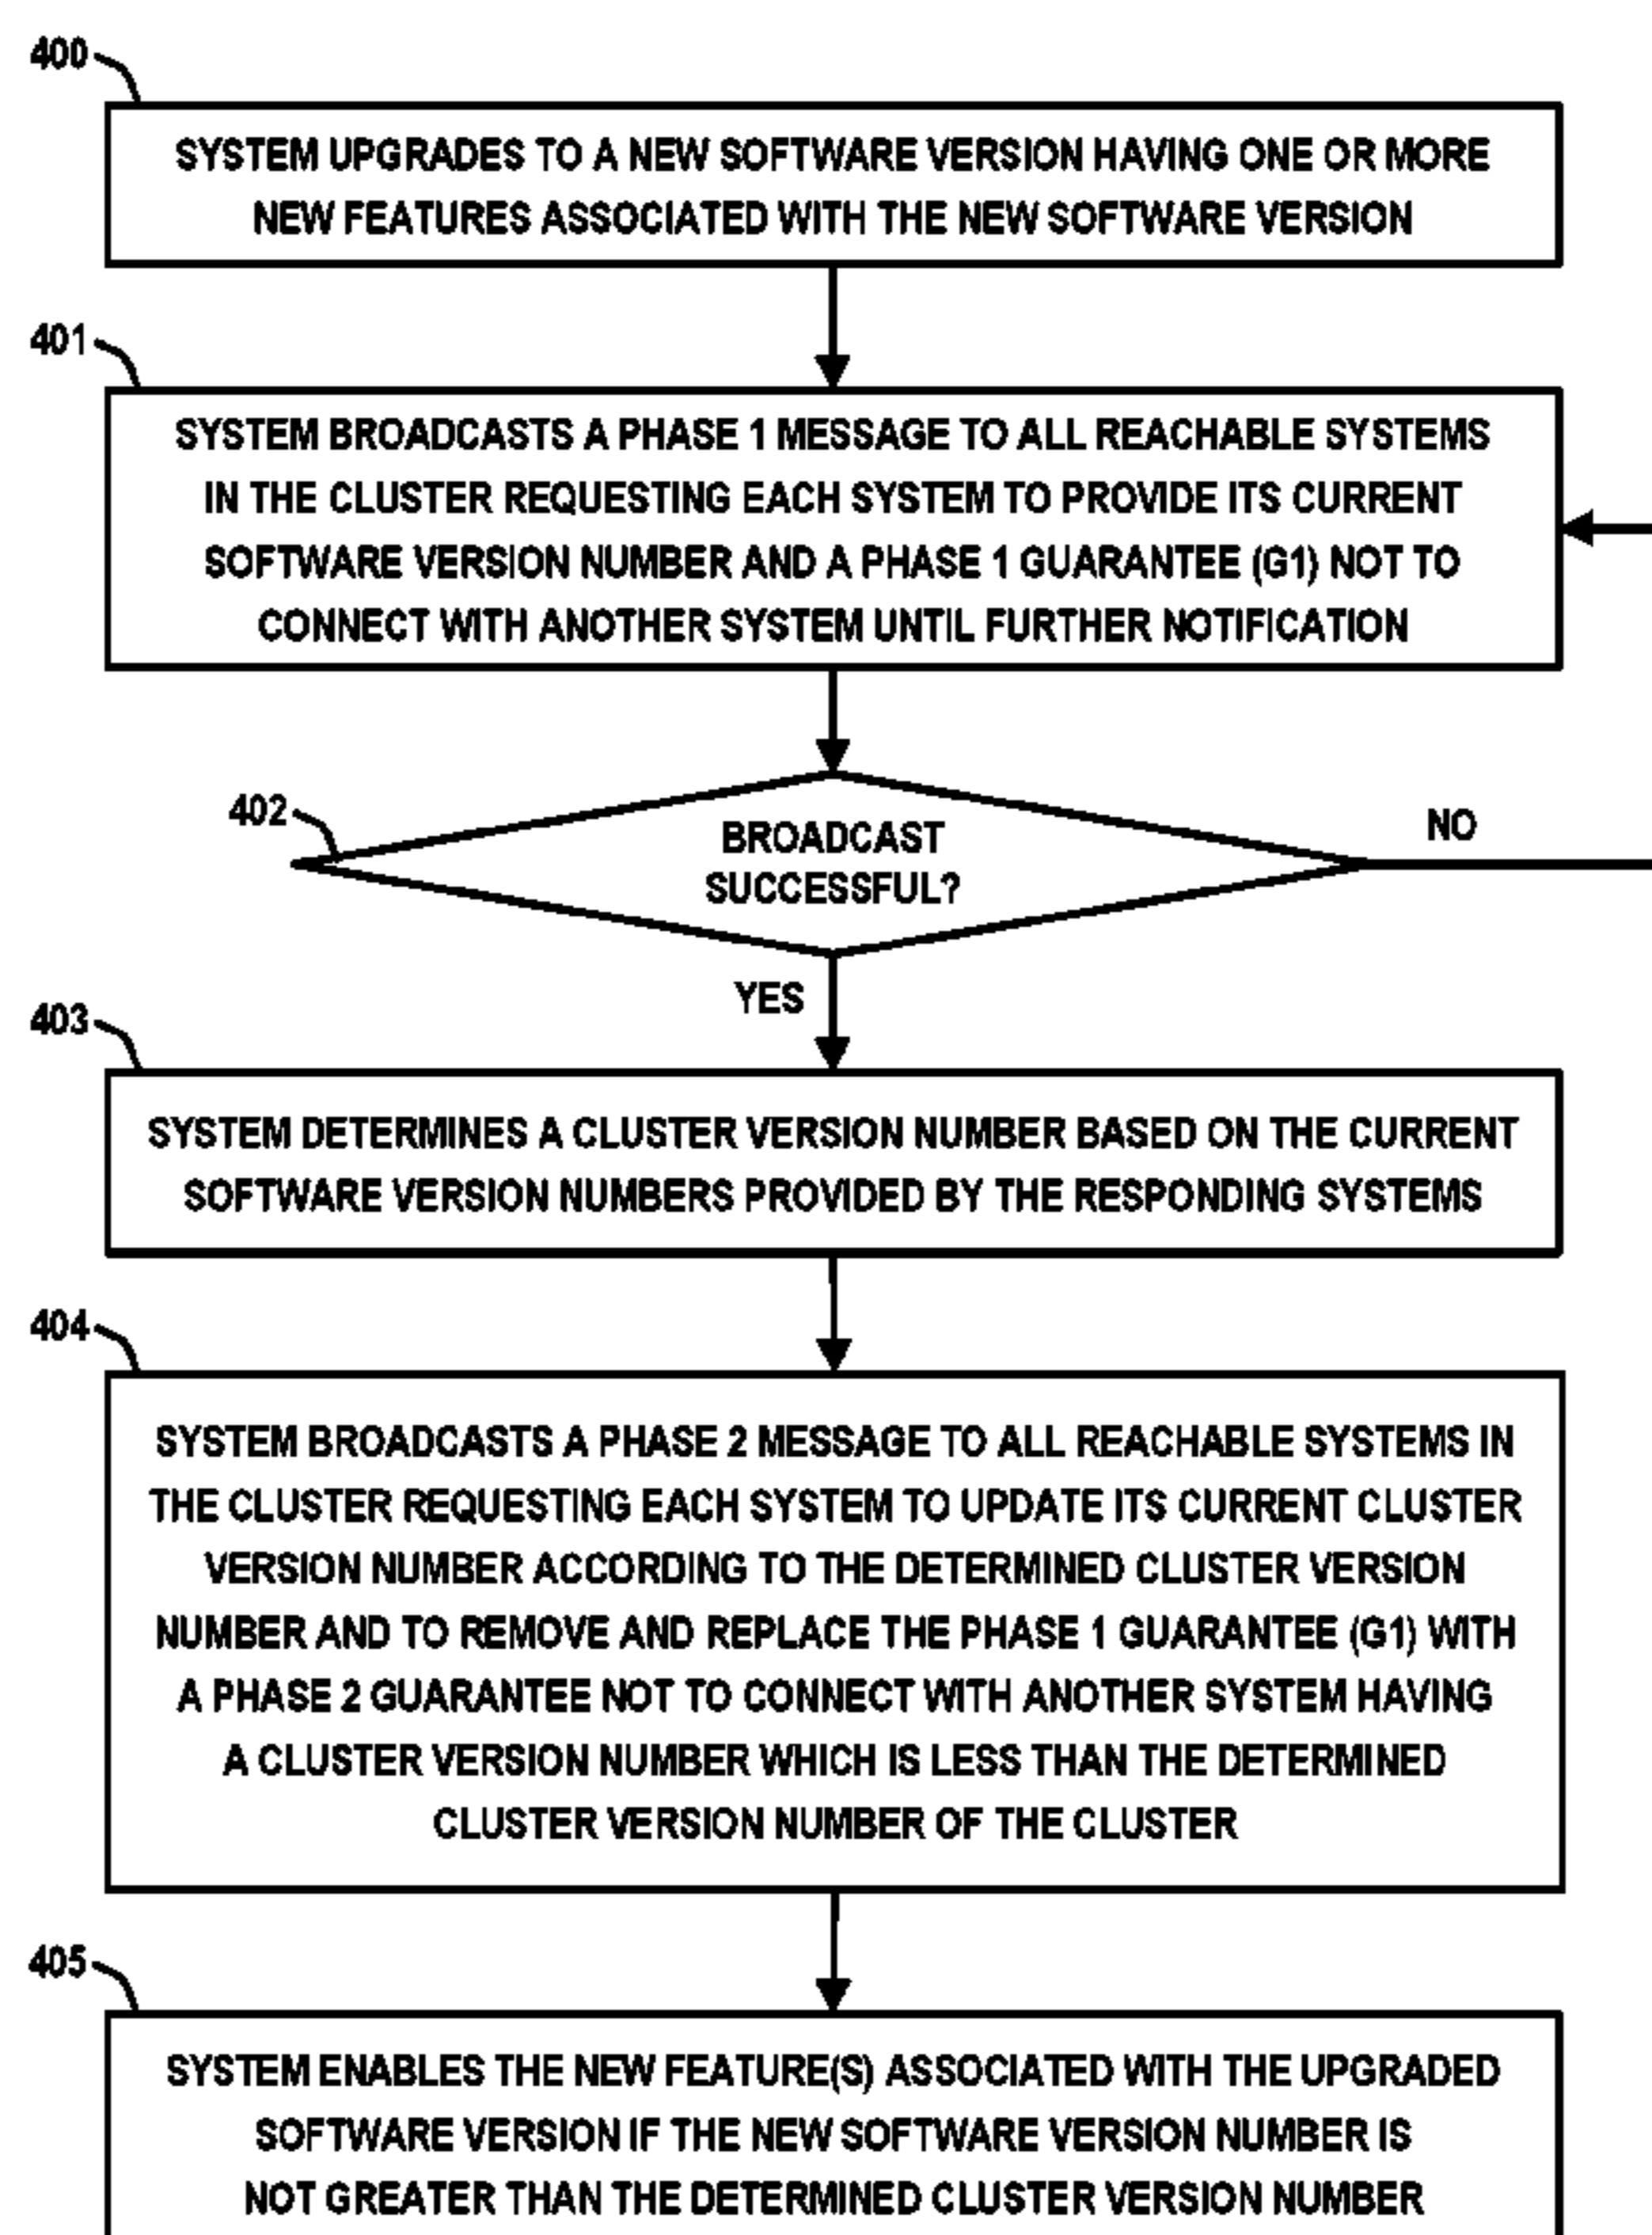 400
SYSTEM UPGRADES TO A NEW SOFTWARE VERSION HAVING ONE OR MORE
NEW FEATURES ASSOCIATED WITH THE NEW SOFTWARE VERSION
401
SYSTEM BROADCASTS A PHASE 1 MESSAGE TO ALL REACHABLE SYSTEMS
IN THE CLUSTER REQUESTING EACH SYSTEM TO PROVIDE ITS CURRENT
SOFTWARE VERSION NUMBER AND A PHASE 1 GUARANTEE (G1) NOT TO
CONNECT WITH ANOTHER SYSTEM UNTIL FURTHER NOTIFICATION
402
BROADCAST
SUCCESSFUL?
NO
YES
403
SYSTEM DETERMINES A CLUSTER VERSION NUMBER BASED ON THE CURRENT
SOFTWARE VERSION NUMBERS PROVIDED BY THE RESPONDING SYSTEMS
404
SYSTEM BROADCASTS A PHASE 2 MESSAGE TO ALL REACHABLE SYSTEMS IN
THE CLUSTER REQUESTING EACH SYSTEM TO UPDATE ITS CURRENT CLUSTER
VERSION NUMBER ACCORDING TO THE DETERMINED CLUSTER VERSION
NUMBER AND TO REMOVE AND REPLACE THE PHASE 1 GUARANTEE (G1) WITH
A PHASE 2 GUARANTEE NOT TO CONNECT WITH ANOTHER SYSTEM HAVING
A CLUSTER VERSION NUMBER WHICH IS LESS THAN THE DETERMINED
CLUSTER VERSION NUMBER OF THE CLUSTER
405
SYSTEM ENABLES THE NEW FEATURE(S) ASSOCIATED WITH THE UPGRADED
SOFTWARE VERSION IF THE NEW SOFTWARE VERSION NUMBER IS
NOT GREATER THAN THE DETERMINED CLUSTER VERSION NUMBER